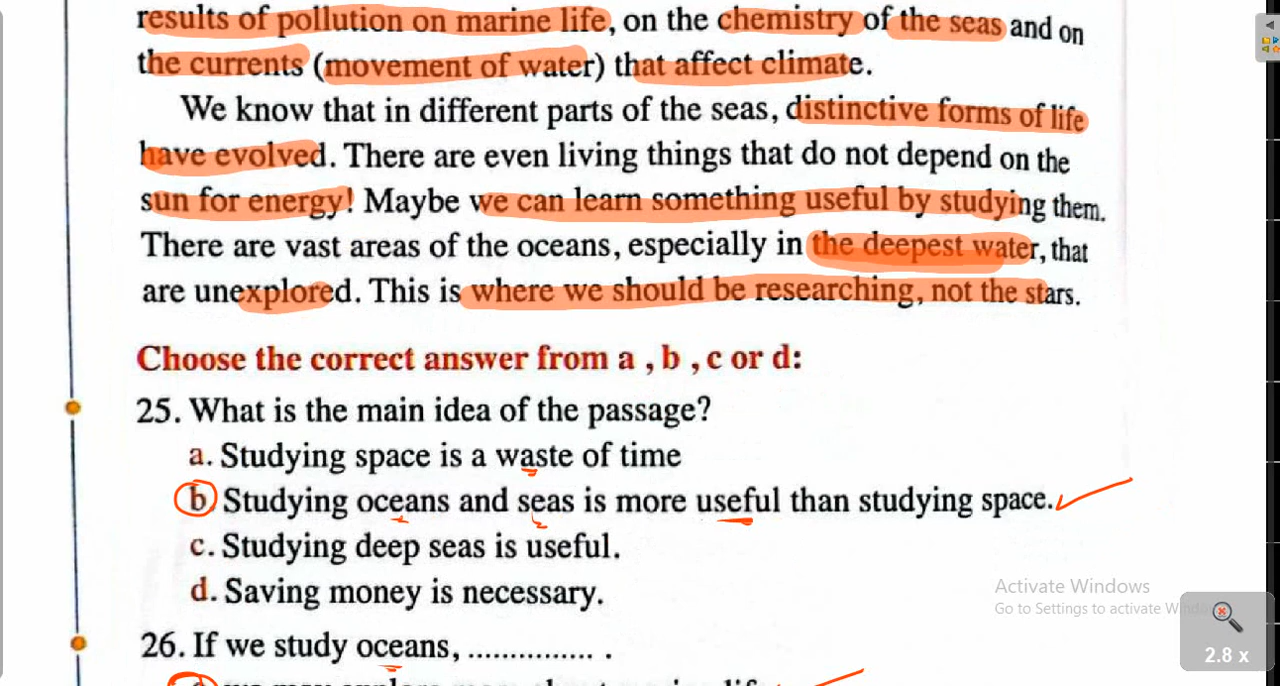 results of pollution on marine life, on the chemistry of the seas and on
the currents (movement of water) that affect climate.
We know that in different parts of the seas, distinctive forms of life
have evolved. There are even living things that do not depend on the
sun for energy! Maybe we can learn something useful by studying them.
There are vast areas of the oceans, especially in the deepest water, that
are unexplored. This is where we should be researching, not the stars.
Choose the correct answer from a , b , c or d:
25. What is the main idea of the passage?
a. Studying space is a waste of time
b Studying oceans and seas is more useful than studying space.
c. Studying deep seas is useful.
d. Saving money is necessary.
Activate Windows
Go to Settings to activate
26. If we study oceans, ............... .
2.8 x